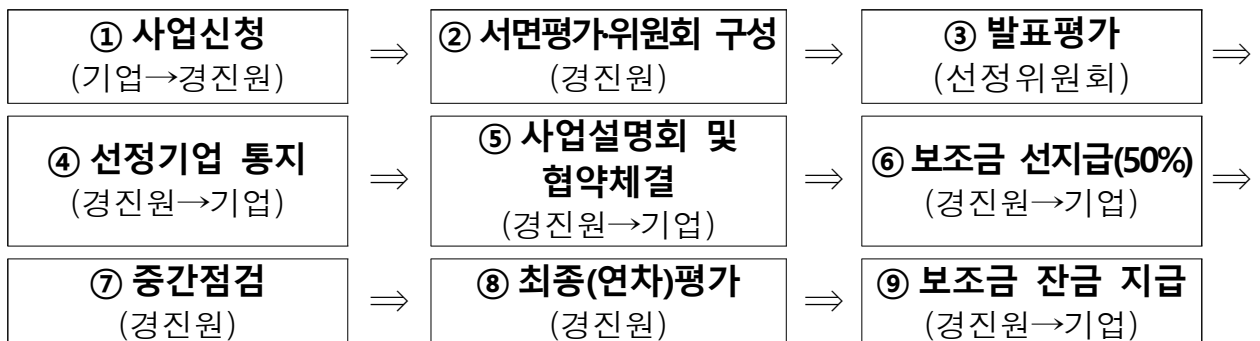 ① 사업신청
(기업→경진원)
⇒
② 서면평가·위원회 구성
(경진원)
⇒
③ 발표평가
(선정위원회)
⇒
④ 선정기업 통지
(경진원→기업)
⇒
⑤ 사업설명회 및
협약체결
(경진원→기업)
⇒
⑥ 보조금 선지급(50%)
(경진원→기업)
⇒
⑦ 중간점검
(경진원)
⇒
⑧ 최종(연차)평가
(경진원)
⇒
⑨ 보조금 잔금 지급
(경진원→기업)